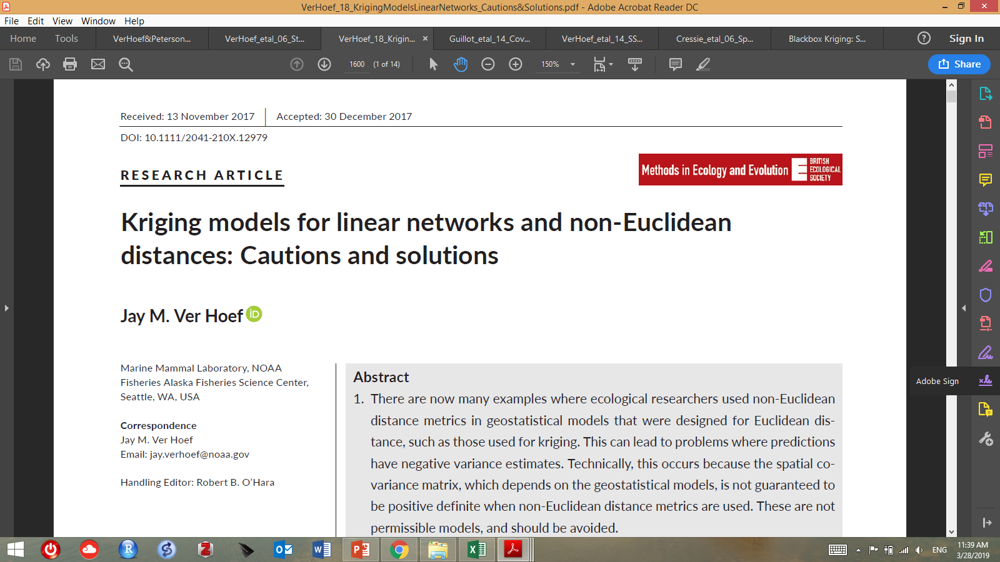 VerHoef_18_KrigingModelsLinearNetworks_Cautions&Solutions.pdf - Adobe Acrobat Reader DC
File Edit View Window Help
Home Tools VerHoef&Peterson... VerHoef_etal_06_St... VerHoef_18_Krigin... × Guillot_etal_14_Cov... VerHoef_etal_14_SS... Cressie_etal_06_Sp... Blackbox Kriging: S... ? Sign In
1600 (1 of 14) 150% Share
Received: 13 November 2017 Accepted: 30 December 2017
DOI: 10.1111/2041-210X.12979
RESEARCH ARTICLE
Methods in Ecology and Evolution
BRITISH
ECOLOGICAL
SOCIETY
Kriging models for linear networks and non-Euclidean
distances: Cautions and solutions
Jay M. Ver Hoef iD
Marine Mammal Laboratory, NOAA
Fisheries Alaska Fisheries Science Center,
Seattle, WA, USA
Correspondence
Jay M. Ver Hoef
Email: jay.verhoef@noaa.gov
Handling Editor: Robert B. O’Hara
Abstract
1. There are now many examples where ecological researchers used non-Euclidean
distance metrics in geostatistical models that were designed for Euclidean dis-
tance, such as those used for kriging. This can lead to problems where predictions
have negative variance estimates. Technically, this occurs because the spatial co-
variance matrix, which depends on the geostatistical models, is not guaranteed to
be positive definite when non-Euclidean distance metrics are used. These are not
permissible models, and should be avoided.
Adobe Sign
ENG
11:39 AM
3/28/2019